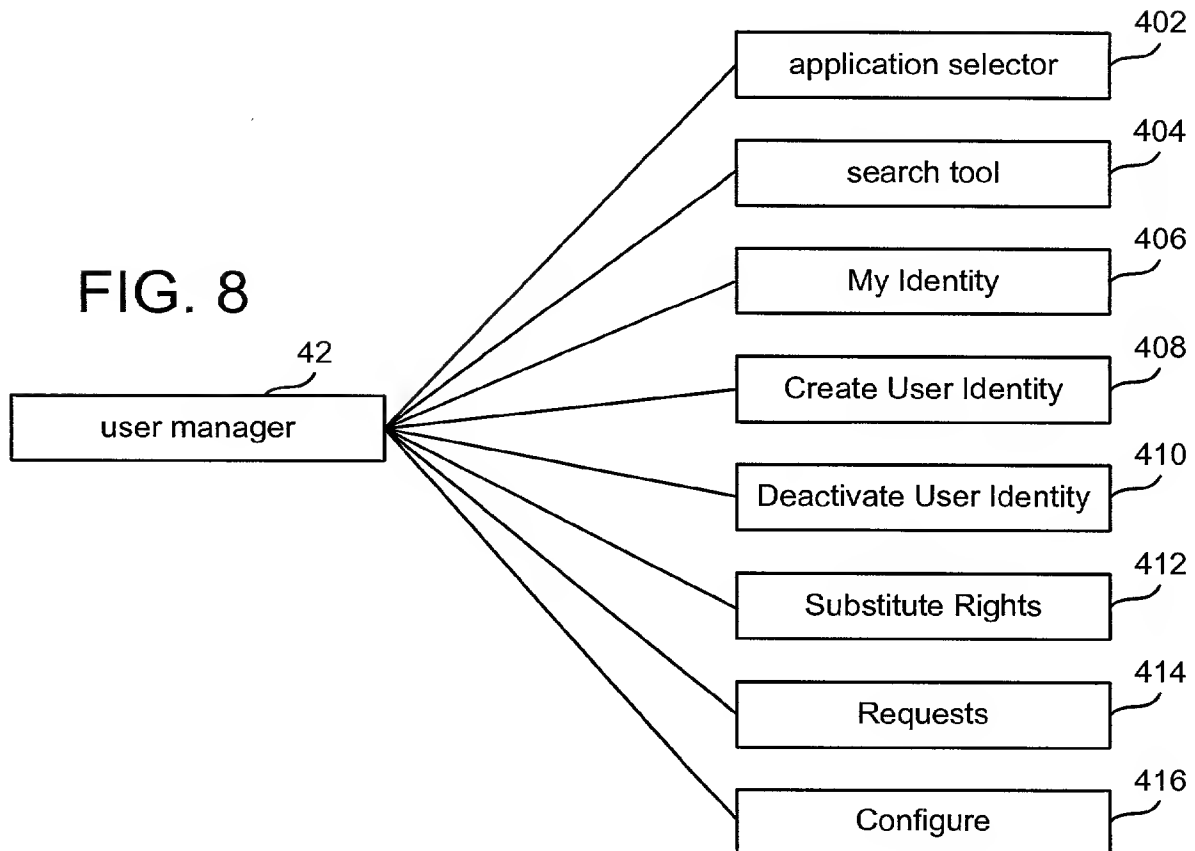 402
application selector
404
search tool
406
My Identity
FIG. 8
408
42
Create User Identity
user manager
410
Deactivate User Identity
412
Substitute Rights
414
Requests
416
Configure